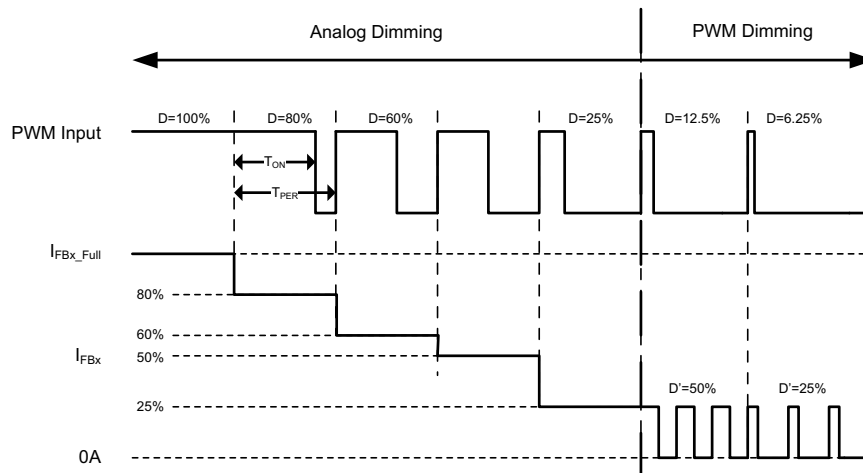 Analog Dimming
PWM Dimming
D=100%
D=80%
D=60%
D=25%
D=12.5%
D=6.25%
PWM Input
TON
TPER
IFBx_Full
80%
60%
IFBx
50%
25%
D'=50%
D'=25%
0A